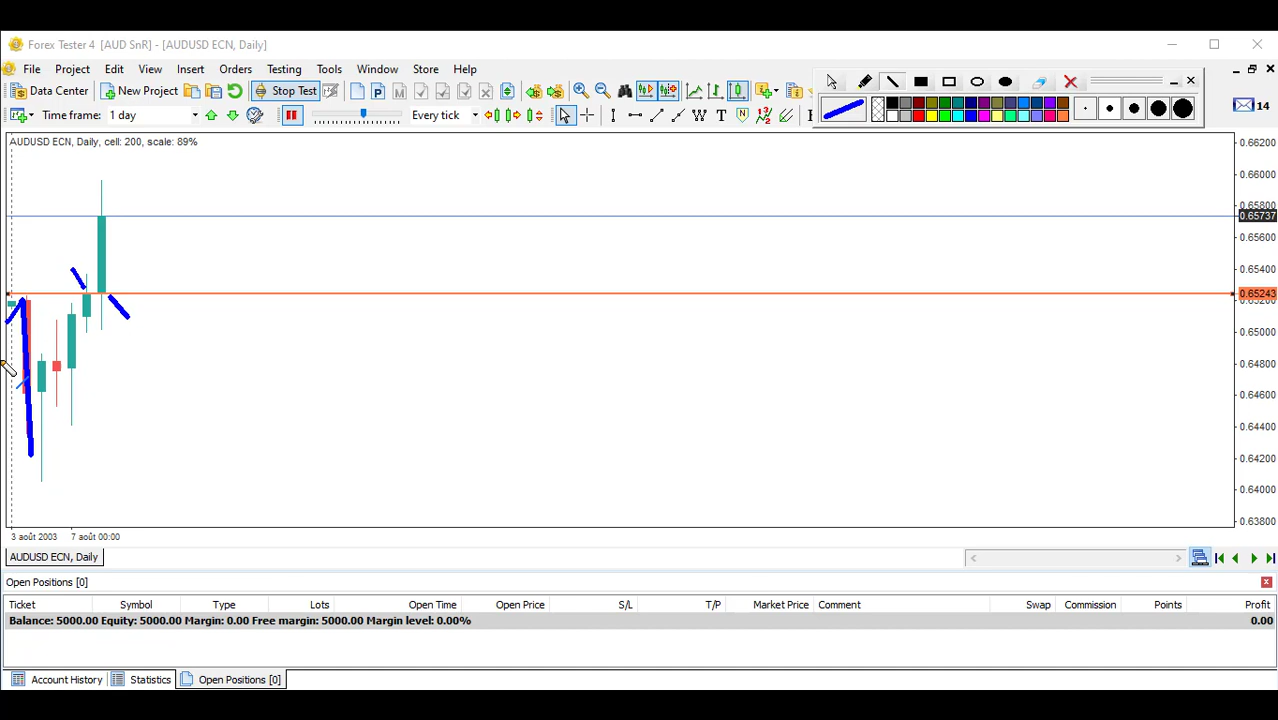 Forex Tester 4 [AUD SnR] - [AUDUSD ECN, Daily]
File Project Edit View Insert Orders Testing Tools Window Store Help
Data Center New Project Stop Test
Time frame: 1 day Every tick
14
AUDUSD ECN, Daily, cell: 200, scale: 89%
0.66200
0.66000
0.65800
0.65737
0.65600
0.65400
0.65243
0.65200
0.65000
0.64800
0.64600
0.64400
0.64200
0.64000
0.63800
3 août 2003 7 août 00:00
AUDUSD ECN, Daily
Open Positions [0]
Ticket Symbol Type Lots Open Time Open Price S/L T/P Market Price Comment Swap Commission Points Profit
Balance: 5000.00 Equity: 5000.00 Margin: 0.00 Free margin: 5000.00 Margin level: 0.00% 0.00
Account History Statistics Open Positions [0]